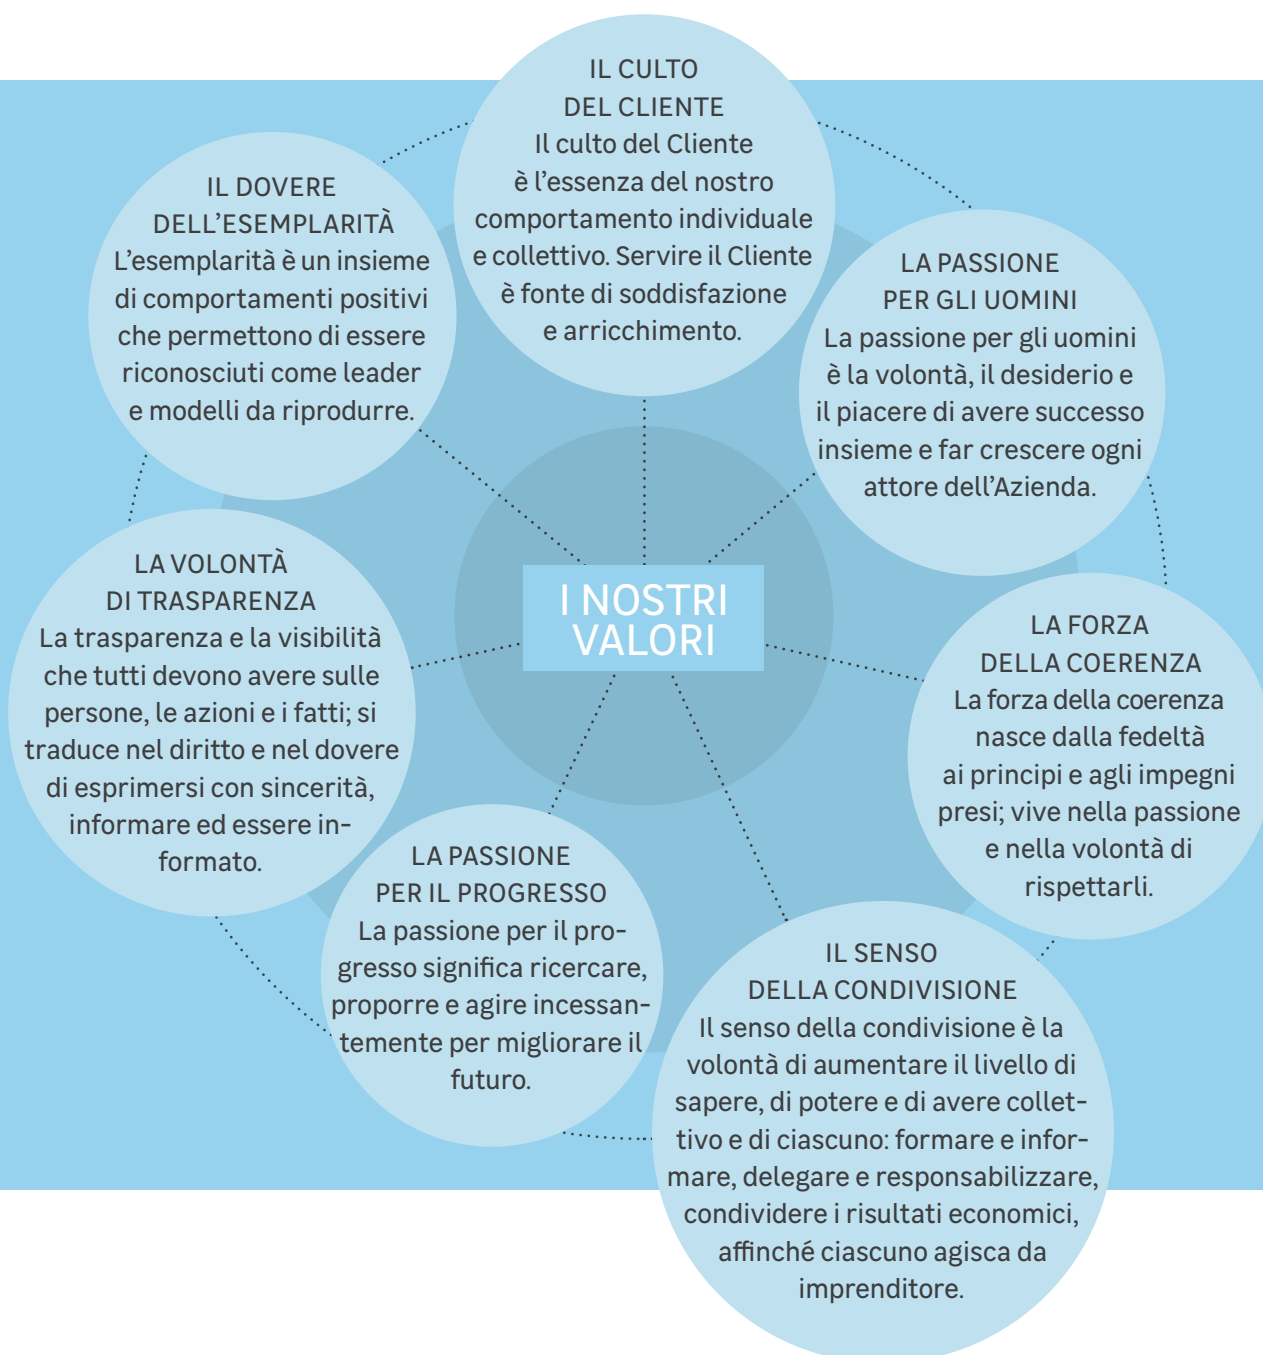 IL CULTO
DEL CLIENTE
Il culto del Cliente
è l'essenza del nostro
comportamento individuale
e collettivo. Servire il Cliente
è fonte di soddisfazione
e arricchimento.
IL DOVERE
DELL'ESEMPLARITÀ
L'esemplarità è un insieme
di comportamenti positivi
che permettono di essere
riconosciuti come leader
e modelli da riprodurre.
LA PASSIONE
PER GLI UOMINI
La passione per gli uomini
è la volontà, il desiderio e
il piacere di avere successo
insieme e far crescere ogni
attore dell'Azienda.
I NOSTRI
VALORI
LA VOLONTÀ
DI TRASPARENZA
La trasparenza e la visibilità
che tutti devono avere sulle
persone, le azioni e i fatti; si
traduce nel diritto e nel dovere
di esprimersi con sincerità,
informare ed essere in-
formato.
LA FORZA
DELLA COERENZA
La forza della coerenza
nasce dalla fedeltà
ai principi e agli impegni
presi; vive nella passione
e nella volontà di
rispettarli.
LA PASSIONE
PER IL PROGRESSO
La passione per il pro-
gresso significa ricercare,
proporre e agire incessan-
temente per migliorare il
futuro.
IL SENSO
DELLA CONDIVISIONE
Il senso della condivisione è la
volontà di aumentare il livello di
sapere, di potere e di avere collet-
tivo e di ciascuno: formare e infor-
mare, delegare e responsabilizzare,
condividere i risultati economici,
affinché ciascuno agisca da
imprenditore.